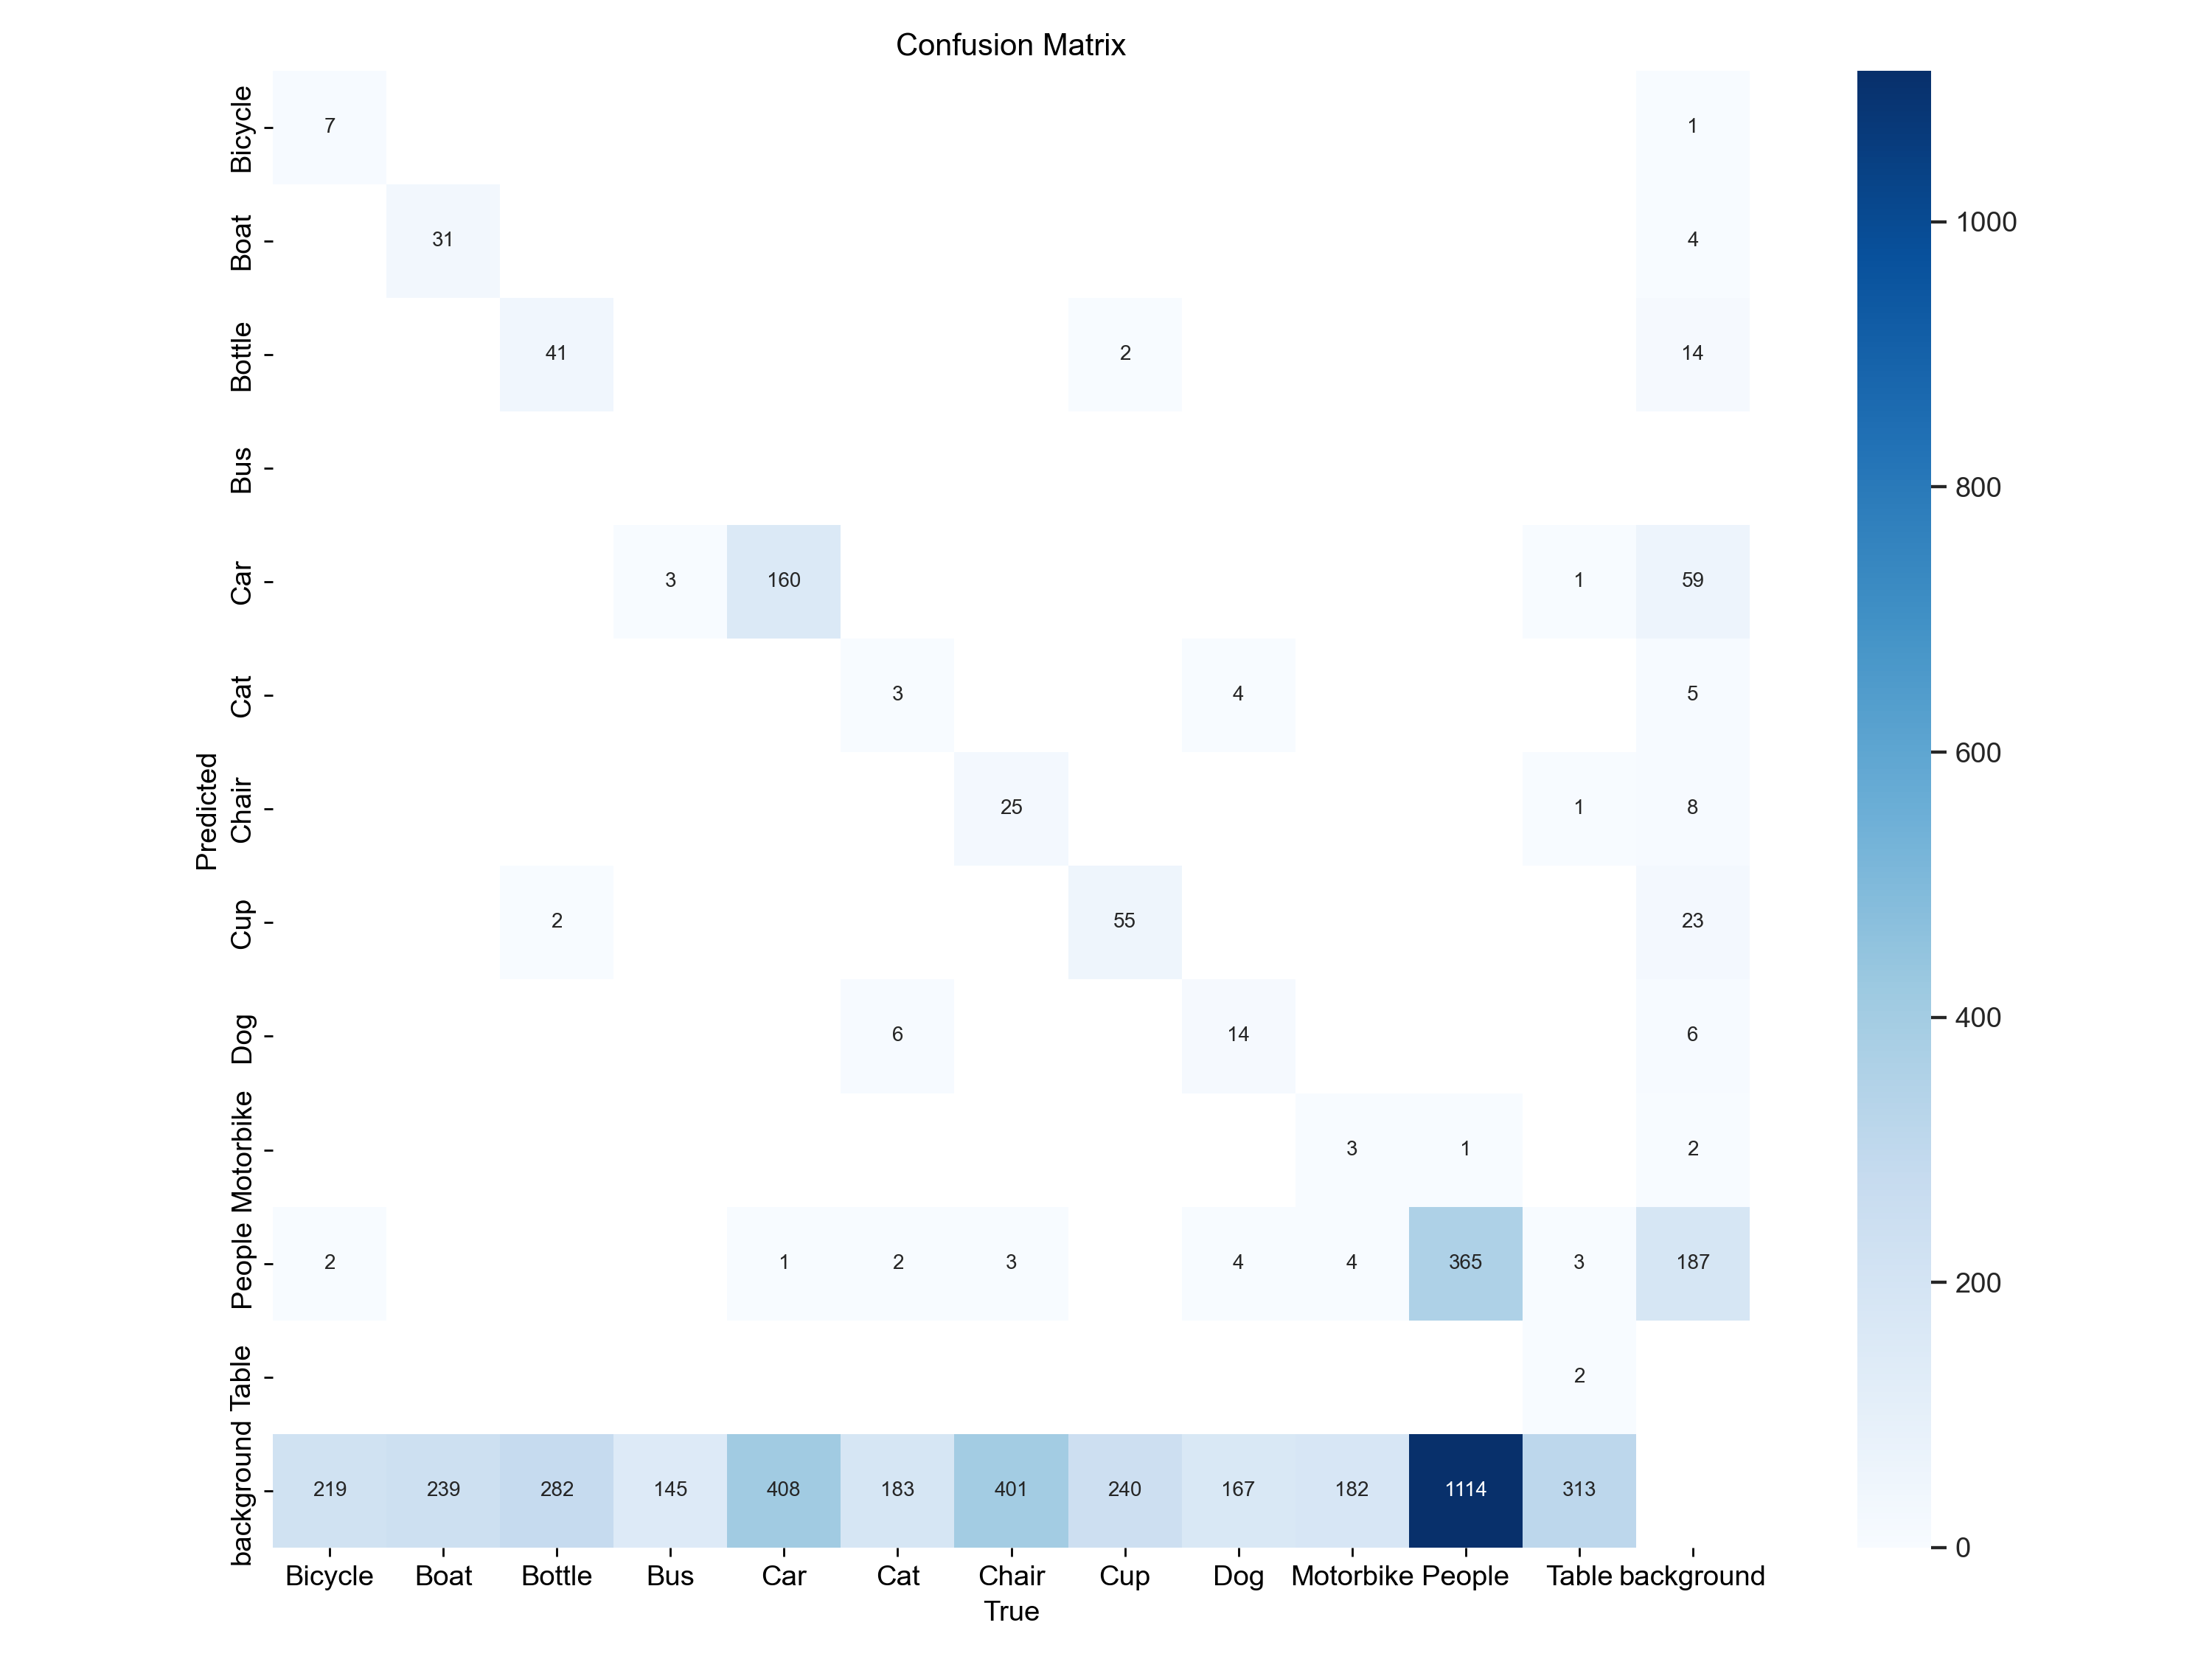 Confusion Matrix
Bicycle 7 1
Boat 31 4
Bottle 41 2 14
Bus
Car 3 160 1 59
Cat 3 4 5
Chair 25 1 8
Cup 2 55 23
Dog 6 14 6
Motorbike 3 1 2
People 2 1 2 3 4 4 365 3 187
Table 2
background 219 239 282 145 408 183 401 240 167 182 1114 313
Predicted
Bicycle Boat Bottle Bus Car Cat Chair Cup Dog Motorbike People Table background
True
1000
800
600
400
200
0